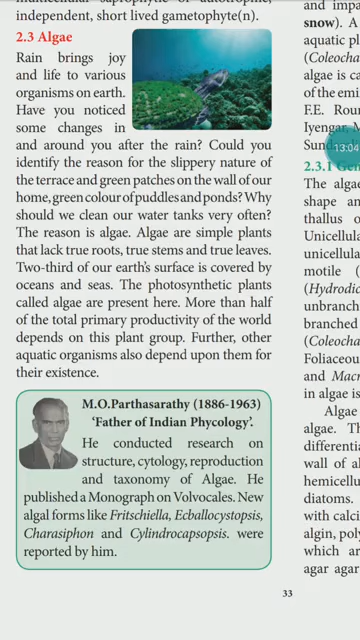 independent, short lived gametophyte(n).
2.3 Algae
Rain brings joy
and life to various
organisms on earth.
Have you noticed
some changes in
and around you after the rain? Could you
identify the reason for the slippery nature of
the terrace and green patches on the wall of our
home, green colour of puddles and ponds? Why
should we clean our water tanks very often?
The reason is algae. Algae are simple plants
that lack true roots, true stems and true leaves.
Two-third of our earth's surface is covered by
oceans and seas. The photosynthetic plants
called algae are present here. More than half
of the total primary productivity of the world
depends on this plant group. Further, other
aquatic organisms also depend upon them for
their existence.
M.O.Parthasarathy (1886-1963)
'Father of Indian Phycology'.
He conducted research on
structure, cytology, reproduction
and taxonomy of Algae. He
published a Monograph on Volvocales. New
algal forms like Fritschiella, Ecballocystopsis,
Charasiphon and Cylindrocapsopsis. were
reported by him.
33
and impa
snow). A
aquatic pl
(Coleocha
algae is ca
of the emi
F.E. Roun
Iyengar, M
Sund
13:04
2.3.1 Gen
The algae
shape an
thallus o
Unicellula
unicellula
motile (
(Hydrodic
unbranch
branched
(Coleocha
Foliaceou
and Macr
in algae is
Algae
algae. Th
differentia
wall of al
hemicellu
diatoms.
with calci
algin, poly
which ar
agar agar